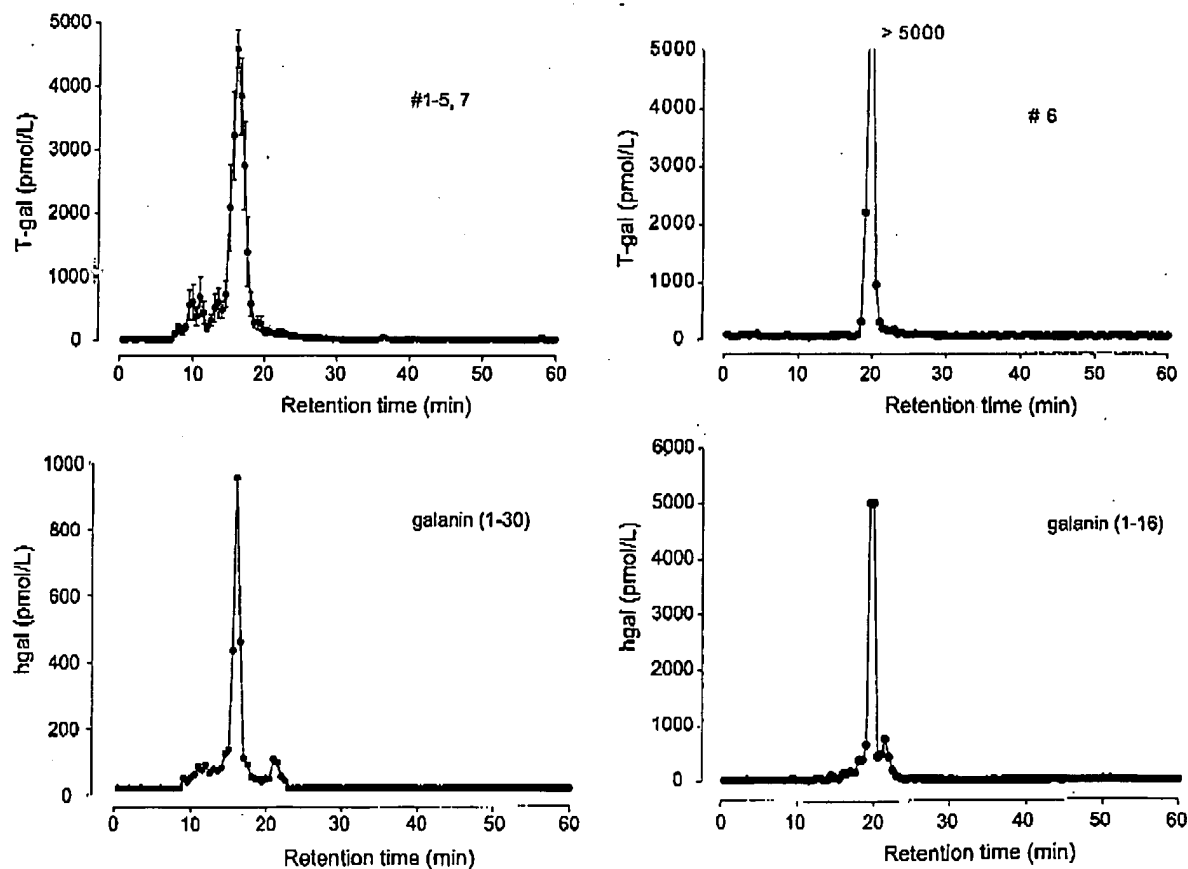 5000
4000
3000
2000
1000
0
T-gal (pmol/L)
#1-5, 7
0 10 20 30 40 50 60
Retention time (min)
> 5000
5000
4000
3000
2000
1000
0
T-gal (pmol/L)
# 6
0 10 20 30 40 50 60
Retention time (min)
1000
800
600
400
200
0
hgal (pmol/L)
galanin (1-30)
0 10 20 30 40 50 60
Retention time (min)
6000
5000
4000
3000
2000
1000
0
hgal (pmol/L)
galanin (1-16)
0 10 20 30 40 50 60
Retention time (min)